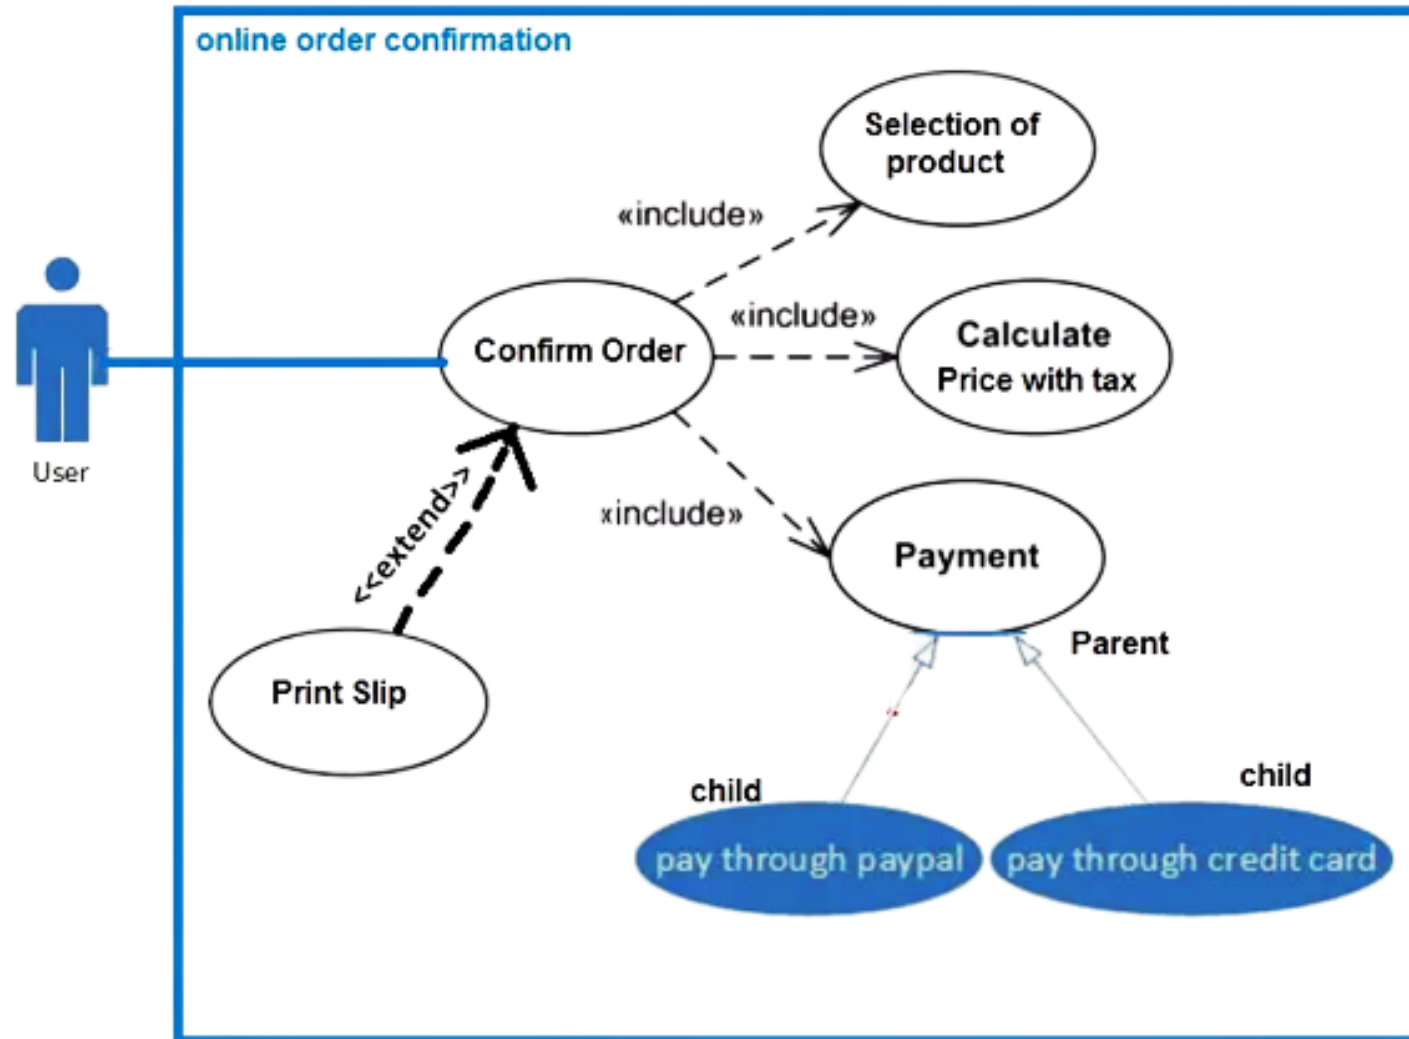 online order confirmation
Selection of
product
«include»
«include»
Calculate
Price with tax
Confirm Order
User
<<extend>>
«include»
Payment
Parent
Print Slip
child
child
pay through paypal
pay through credit card